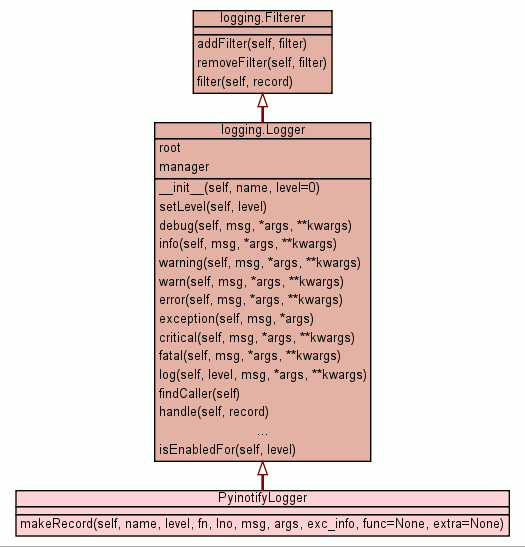 logging.Filterer
addFilter(self, filter)
removeFilter(self, filter)
filter(self, record)
logging.Logger
root
manager
__init__(self, name, level=0)
setLevel(self, level)
debug(self, msg, *args, **kwargs)
info(self, msg, *args, **kwargs)
warning(self, msg, *args, **kwargs)
warn(self, msg, *args, **kwargs)
error(self, msg, *args, **kwargs)
exception(self, msg, *args)
critical(self, msg, *args, **kwargs)
fatal(self, msg, *args, **kwargs)
log(self, level, msg, *args, **kwargs)
findCaller(self)
handle(self, record)
...
isEnabledFor(self, level)
PyinotifyLogger
makeRecord(self, name, level, fn, lno, msg, args, exc_info, func=None, extra=None)